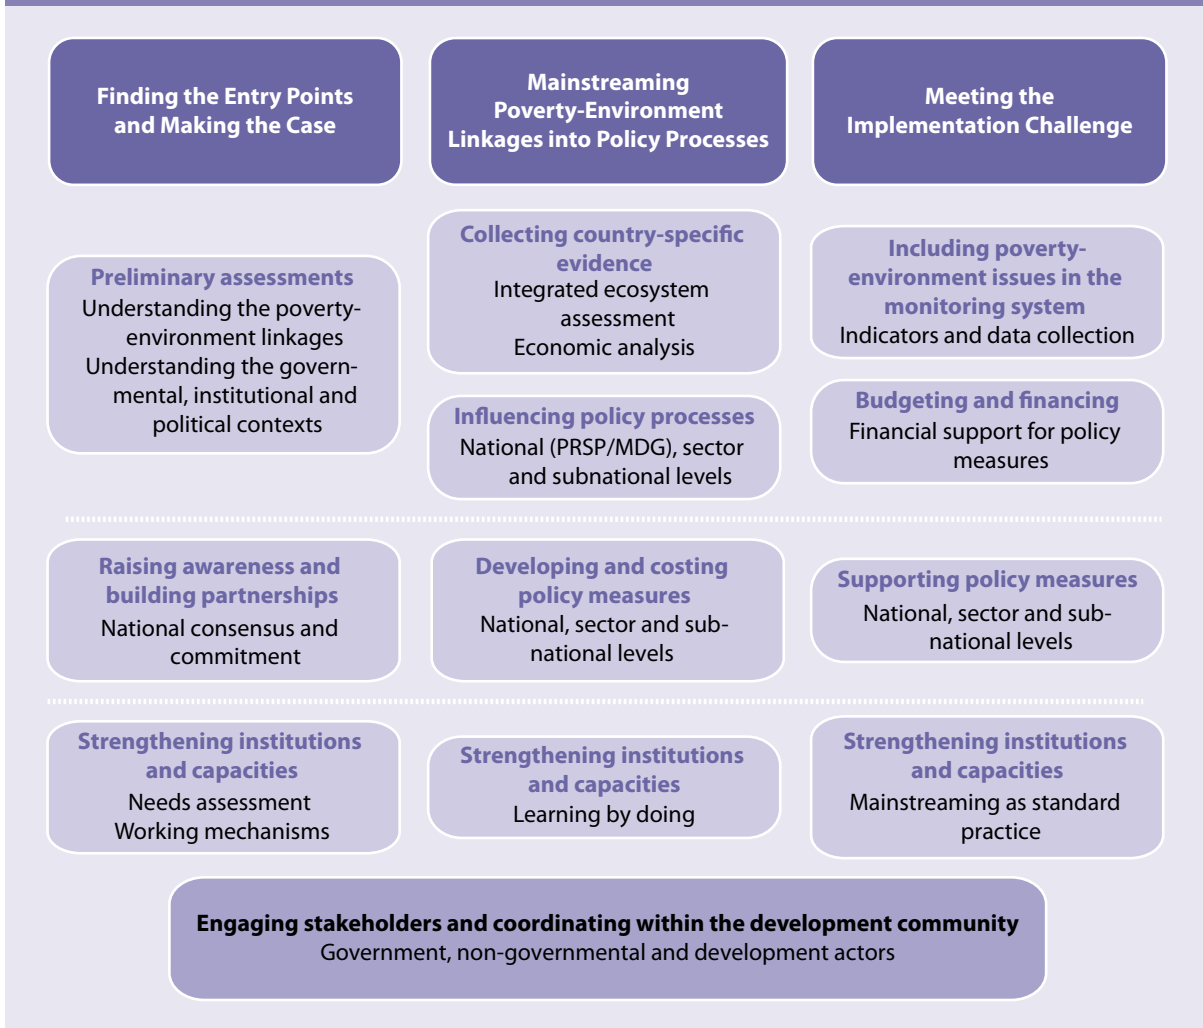 Finding the Entry Points
and Making the Case
Mainstreaming
Poverty-Environment
Linkages into Policy Processes
Meeting the
Implementation Challenge
Preliminary assessments
Understanding the poverty-
environment linkages
Understanding the govern-
mental, institutional and
political contexts
Collecting country-specific
evidence
Integrated ecosystem
assessment
Economic analysis
Influencing policy processes
National (PRSP/MDG), sector
and subnational levels
Including poverty-
environment issues in the
monitoring system
Indicators and data collection
Budgeting and financing
Financial support for policy
measures
Raising awareness and
building partnerships
National consensus and
commitment
Developing and costing
policy measures
National, sector and sub-
national levels
Supporting policy measures
National, sector and sub-
national levels
Strengthening institutions
and capacities
Needs assessment
Working mechanisms
Strengthening institutions
and capacities
Learning by doing
Strengthening institutions
and capacities
Mainstreaming as standard
practice
Engaging stakeholders and coordinating within the development community
Government, non-governmental and development actors